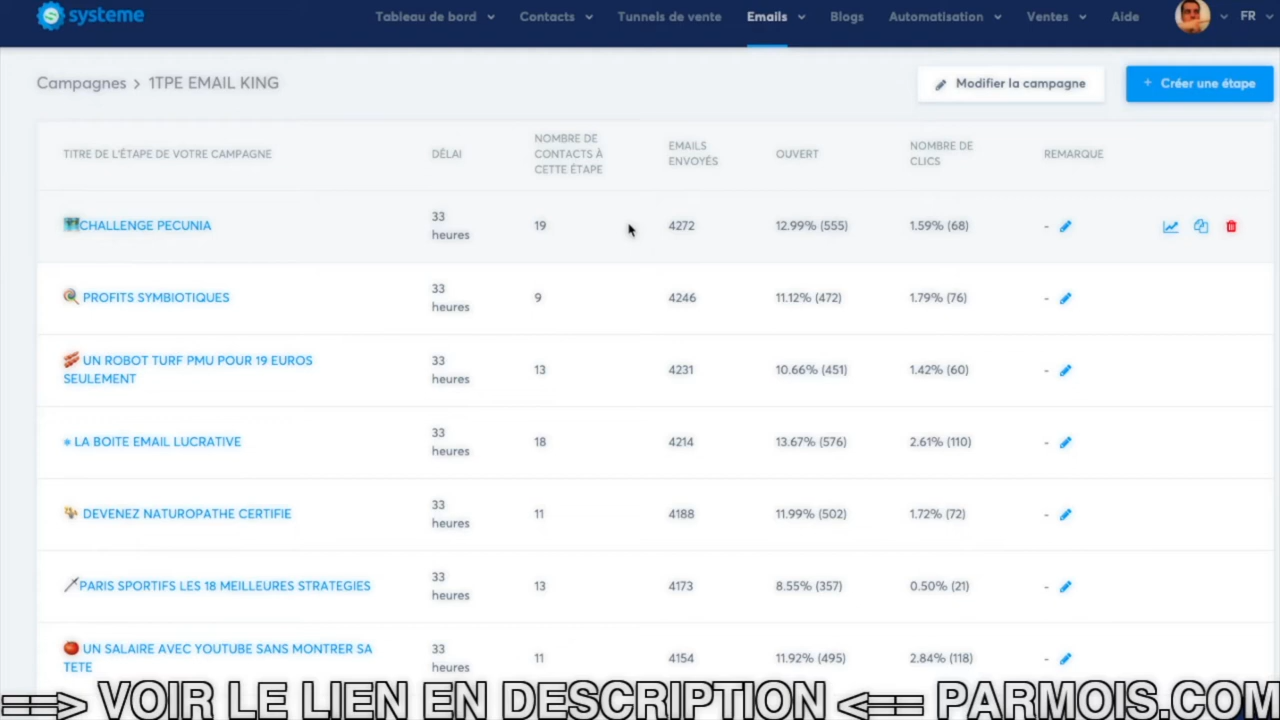 systeme
Tableau de bord Contacts Tunnels de vente Emails Blogs Automatisation Ventes Aide FR
Campagnes > 1TPE EMAIL KING
Modifier la campagne
+ Créer une étape
TITRE DE L'ÉTAPE DE VOTRE CAMPAGNE
DÉLAI
NOMBRE DE
CONTACTS À
CETTE ÉTAPE
EMAILS
ENVOYÉS
OUVERT
NOMBRE DE
CLICS
REMARQUE
CHALLENGE PECUNIA
33
heures
19
4272
12.99% (555)
1.59% (68)
-
PROFITS SYMBIOTIQUES
33
heures
9
4246
11.12% (472)
1.79% (76)
-
UN ROBOT TURF PMU POUR 19 EUROS
SEULEMENT
33
heures
13
4231
10.66% (451)
1.42% (60)
-
LA BOITE EMAIL LUCRATIVE
33
heures
18
4214
13.67% (576)
2.61% (110)
-
DEVENEZ NATUROPATHE CERTIFIE
33
heures
11
4188
11.99% (502)
1.72% (72)
-
PARIS SPORTIFS LES 18 MEILLEURES STRATEGIES
33
heures
13
4173
8.55% (357)
0.50% (21)
-
UN SALAIRE AVEC YOUTUBE SANS MONTRER SA
TETE
33
heures
11
4154
11.92% (495)
2.84% (118)
-
==> VOIR LE LIEN EN DESCRIPTION <== PARMOIS.COM